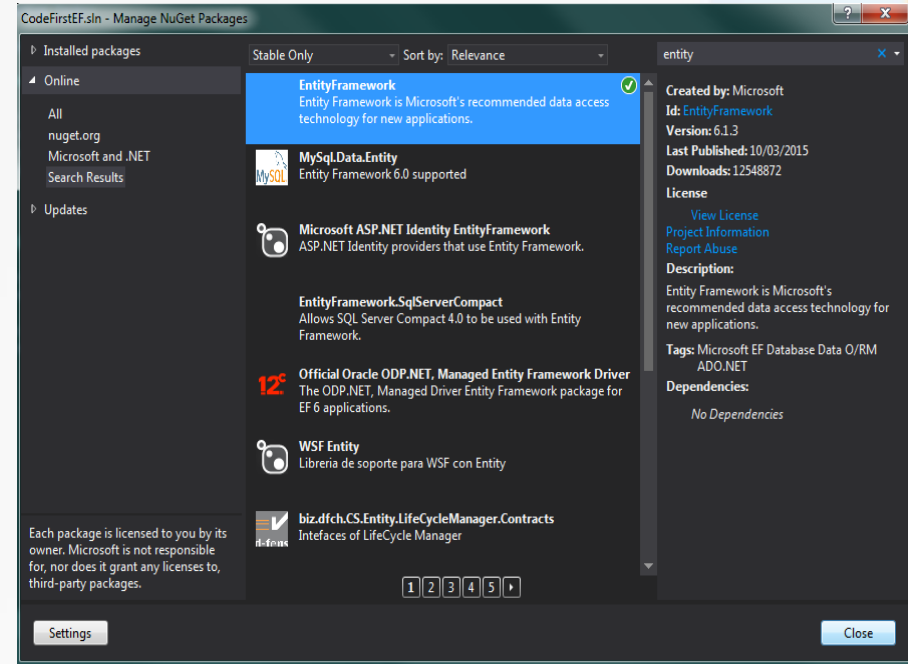 CodeFirstEF.sln - Manage NuGet Packages
?
x
Installed packages
Online
All
nuget.org
Microsoft and .NET
Search Results
Updates
Each package is licensed to you by its
owner. Microsoft is not responsible
for, nor does it grant any licenses to,
third-party packages.
Settings
Stable Only
Sort by: Relevance
EntityFramework
Entity Framework is Microsoft's recommended data access
technology for new applications.
MySQL
MySql.Data.Entity
Entity Framework 6.0 supported
Microsoft ASP.NET Identity EntityFramework
ASP.NET Identity providers that use Entity Framework.
EntityFramework.SqlServerCompact
Allows SQL Server Compact 4.0 to be used with Entity
Framework.
12c
Official Oracle ODP.NET, Managed Entity Framework Driver
The ODP.NET, Managed Driver Entity Framework package for
EF 6 applications.
WSF Entity
Libreria de soporte para WSF con Entity
d-fens
biz.dfch.CS.Entity.LifeCycleManager.Contracts
Intefaces of LifeCycle Manager
1 2 3 4 5
entity
Created by: Microsoft
Id: EntityFramework
Version: 6.1.3
Last Published: 10/03/2015
Downloads: 12548872
License
View License
Project Information
Report Abuse
Description:
Entity Framework is Microsoft's
recommended data access technology for
new applications.
Tags: Microsoft EF Database Data O/RM
ADO.NET
Dependencies:
No Dependencies
Close